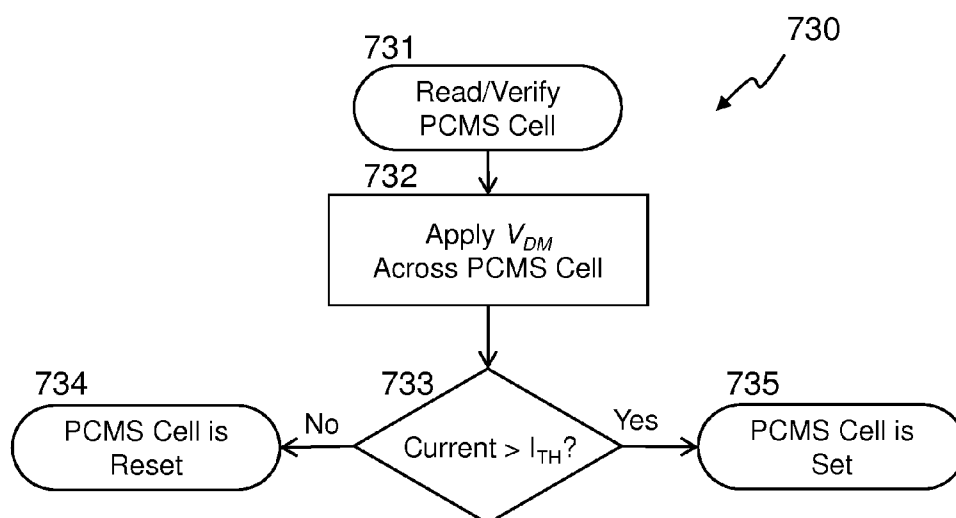 730
731
Read/Verify
PCMS Cell
732
Apply V_DM
Across PCMS Cell
733
Current > I_TH?
No
Yes
734
PCMS Cell is
Reset
735
PCMS Cell is
Set